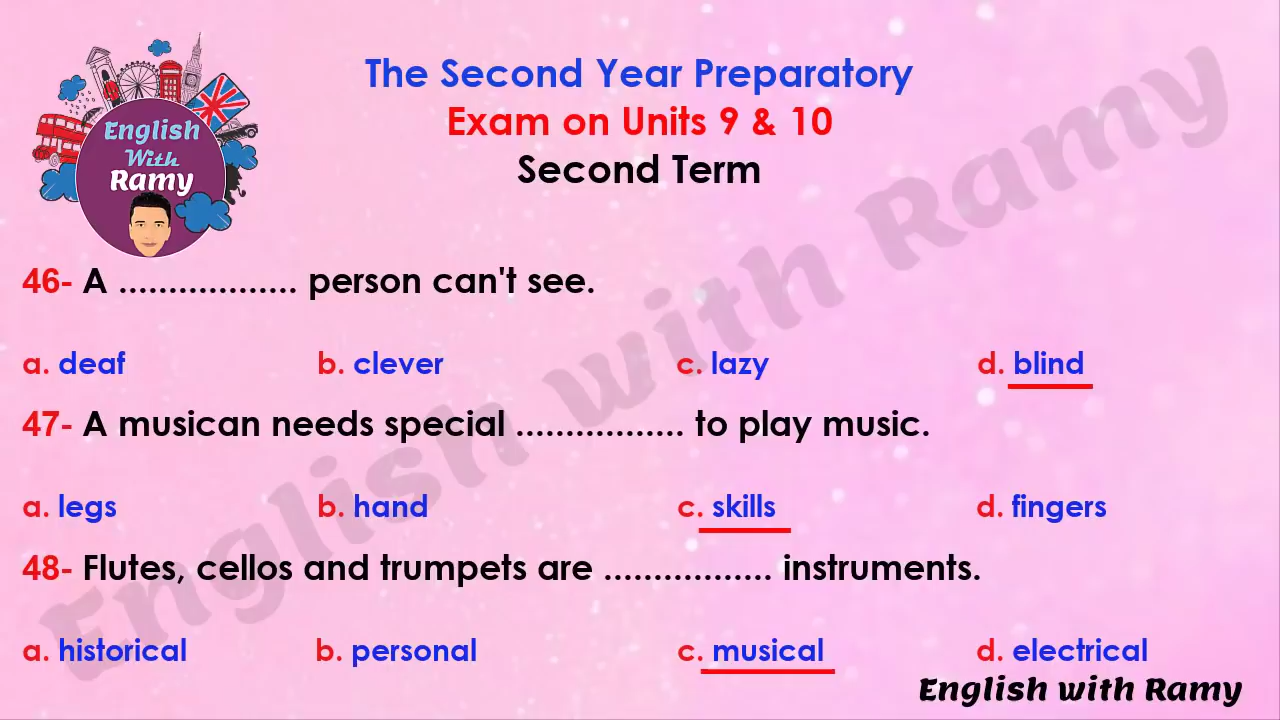 English
With
Ramy
The Second Year Preparatory
Exam on Units 9 & 10
Second Term
46- A .................. person can't see.
a. deaf b. clever c. lazy d. blind
47- A musican needs special ................. to play music.
a. legs b. hand c. skills d. fingers
48- Flutes, cellos and trumpets are ................. instruments.
a. historical b. personal c. musical d. electrical
English with Ramy
English with Ramy